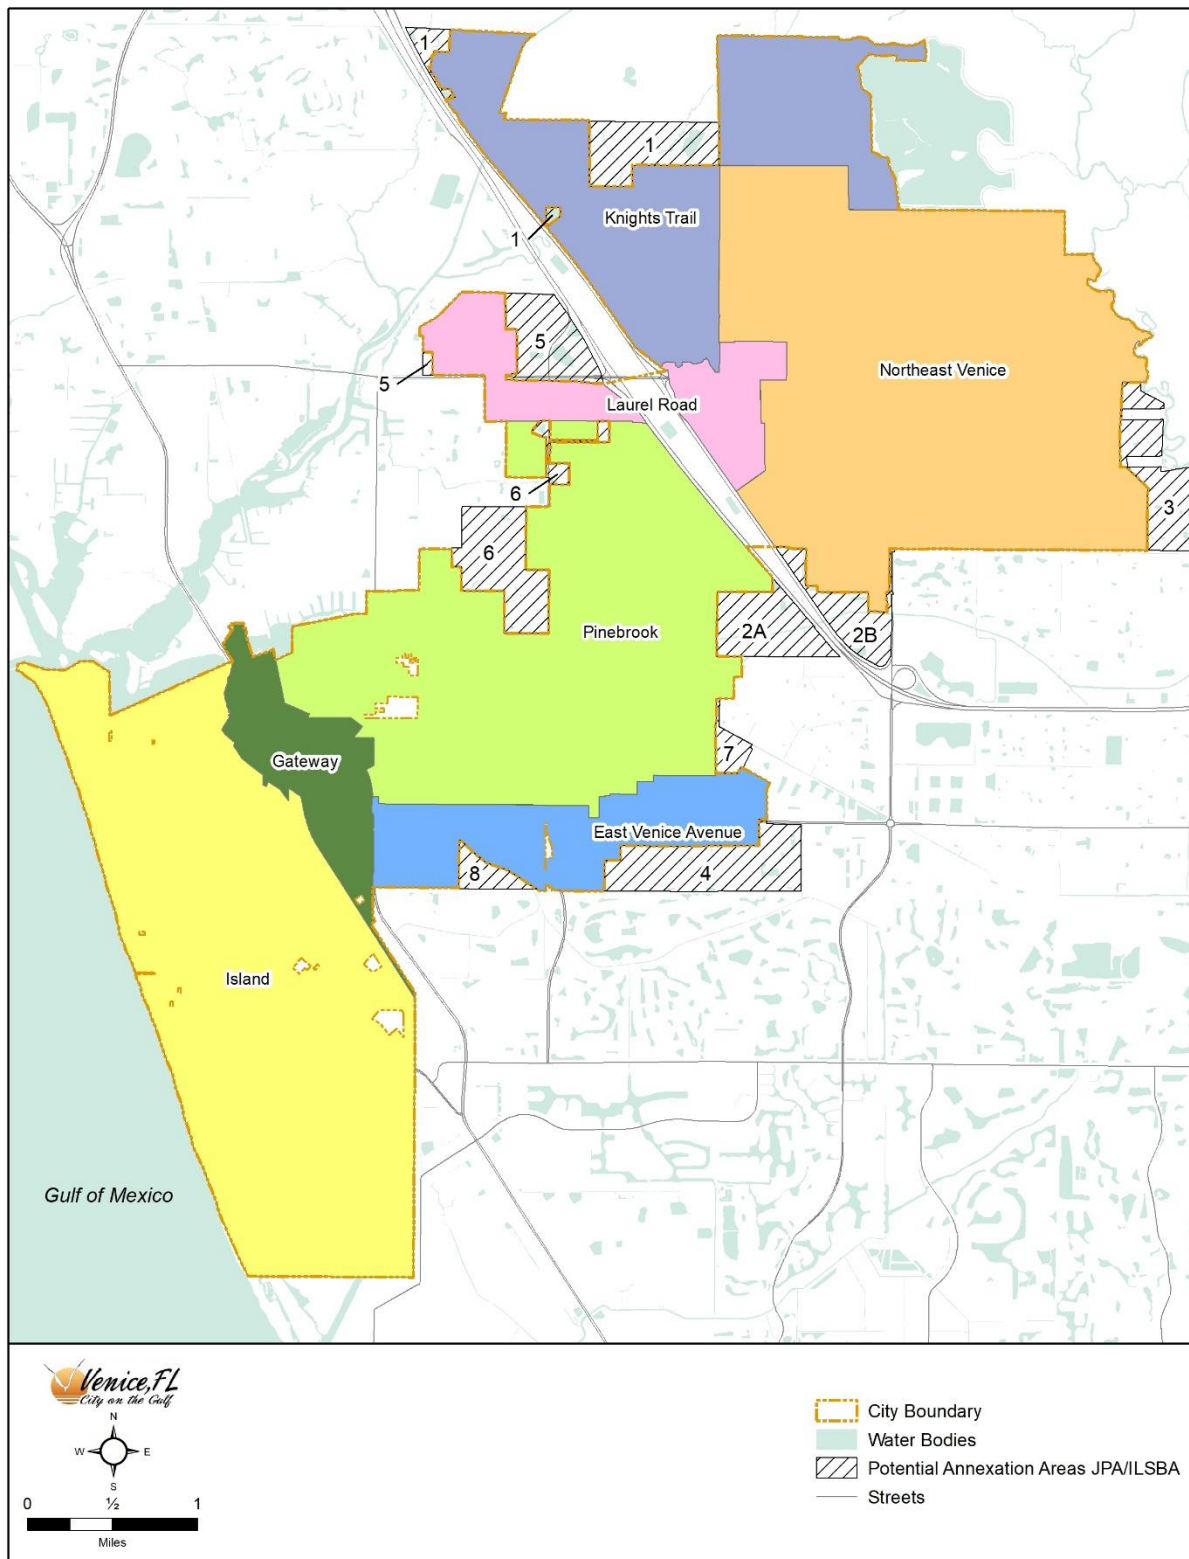 1
1
Knights Trail
1
5
5
Northeast Venice
Laurel Road
6
3
6
Pinebrook
2A
2B
7
Gateway
East Venice Avenue
8
4
Island
Gulf of Mexico
Venice, FL
City on the Gulf
N
W
E
S
0
½
1
Miles
City Boundary
Water Bodies
Potential Annexation Areas JPA/ILSBA
Streets